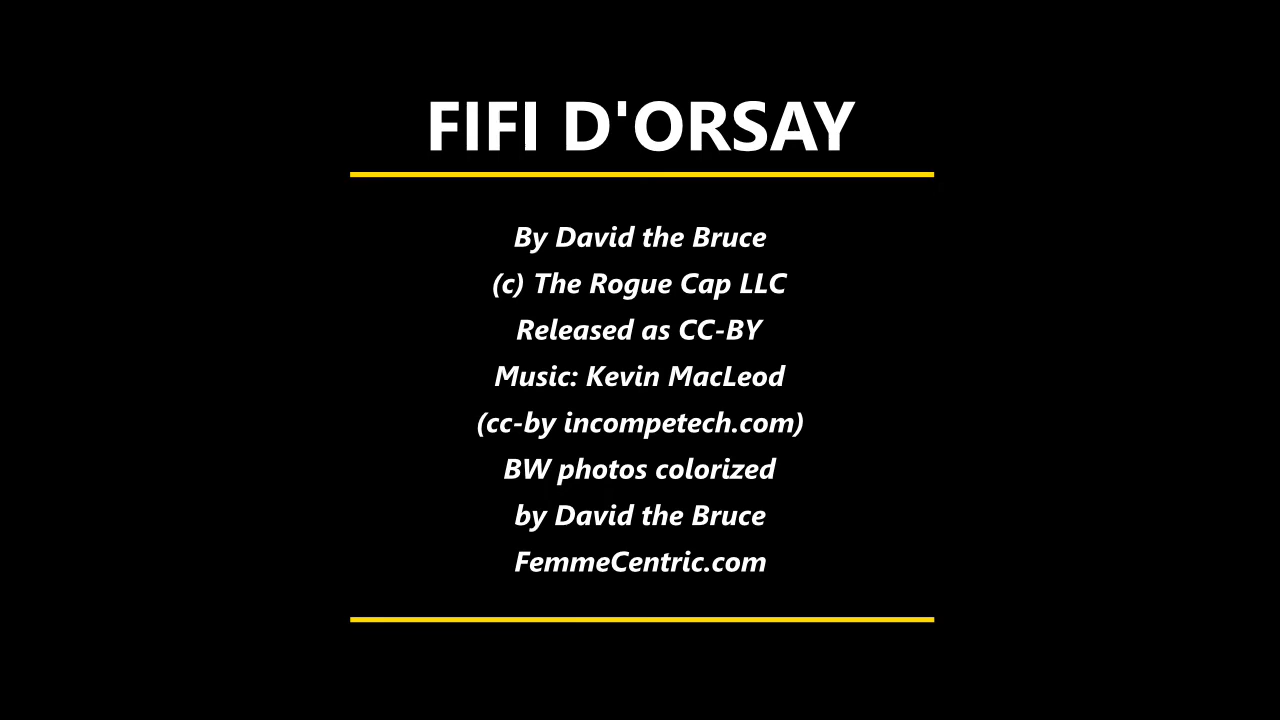 FIFI D'ORSAY
By David the Bruce
(c) The Rogue Cap LLC
Released as CC-BY
Music: Kevin MacLeod
(cc-by incompetech.com)
BW photos colorized
by David the Bruce
FemmeCentric.com